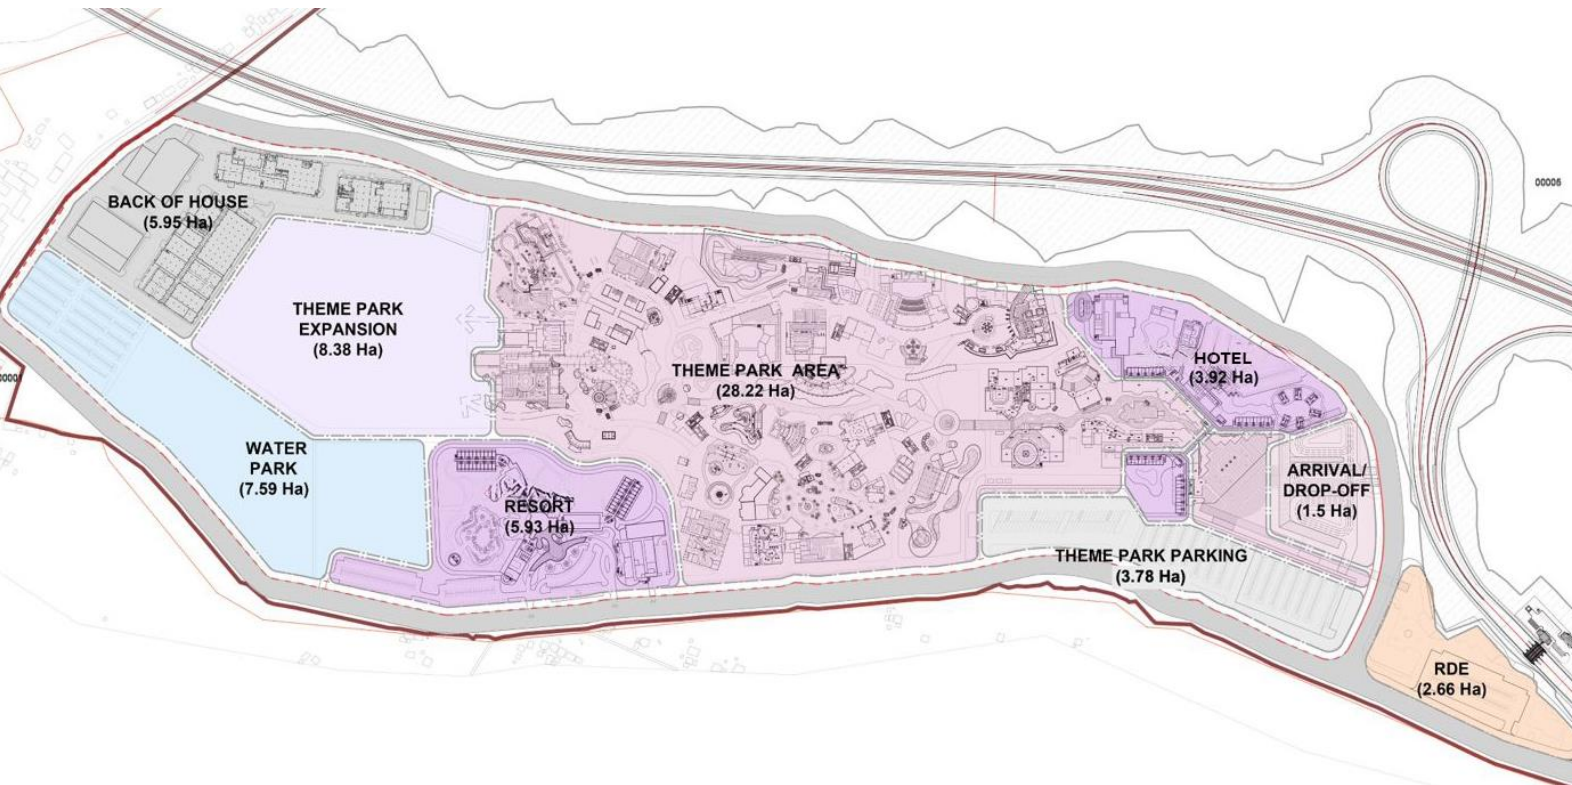 BACK OF HOUSE
(5.95 Ha)
THEME PARK
EXPANSION
(8.38 Ha)
WATER
PARK
(7.59 Ha)
RESORT
(5.93 Ha)
THEME PARK AREA
(28.22 Ha)
HOTEL
(3.92 Ha)
ARRIVAL/
DROP-OFF
(1.5 Ha)
THEME PARK PARKING
(3.78 Ha)
RDE
(2.66 Ha)